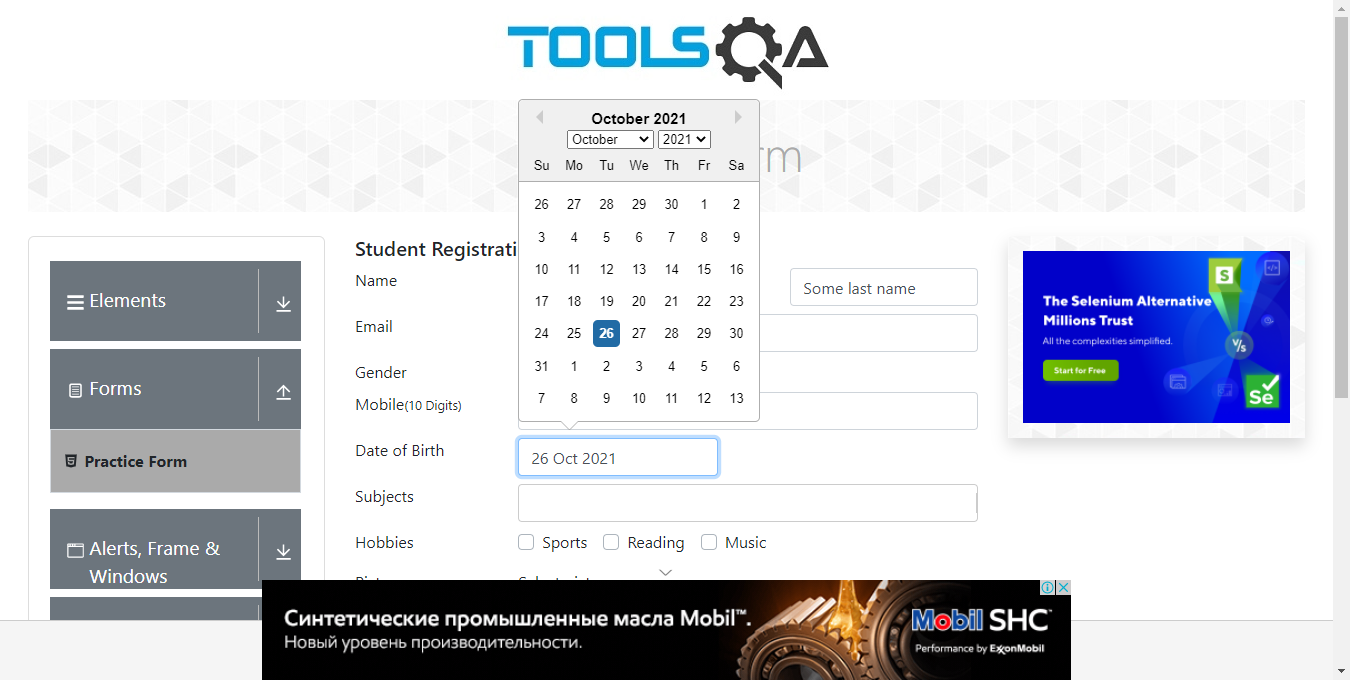 TOOLSQA
October 2021
October 2021
Su Mo Tu We Th Fr Sa
26 27 28 29 30 1 2
3 4 5 6 7 8 9
10 11 12 13 14 15 16
17 18 19 20 21 22 23
24 25 26 27 28 29 30
31 1 2 3 4 5 6
7 8 9 10 11 12 13
Elements
Forms
Practice Form
Alerts, Frame &
Windows
Student Registrati
Name
Some last name
Email
Gender
Mobile(10 Digits)
Date of Birth
26 Oct 2021
Subjects
Hobbies
Sports
Reading
Music
S
The Selenium Alternative
Millions Trust
All the complexities simplified.
Start for Free
V/s
Se
Синтетические промышленные масла Mobil™.
Новый уровень производительности.
Mobil SHC™
Performance by ExxonMobil